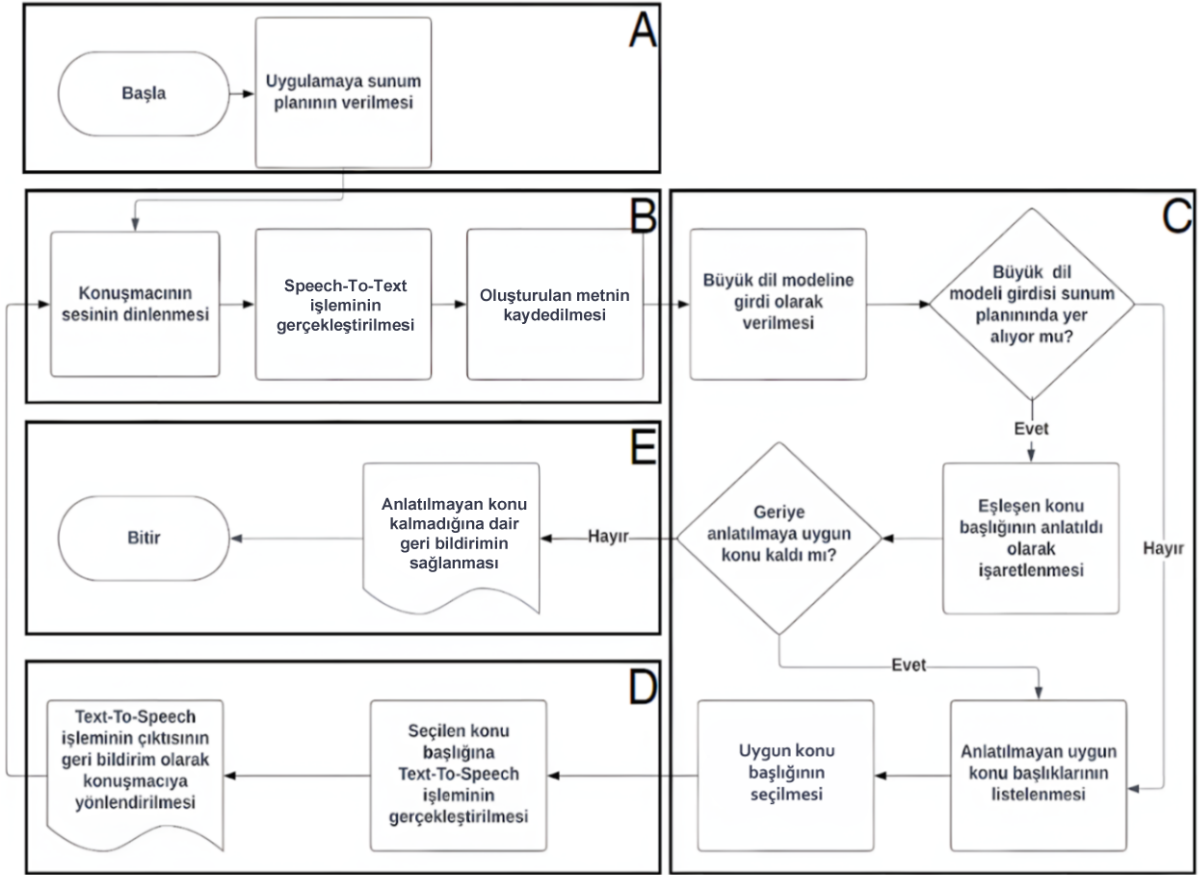 A
Başla
Uygulamaya sunum
planının verilmesi
B
Konuşmacının
sesinin dinlenmesi
Speech-To-Text
işleminin
gerçekleştirilmesi
Oluşturulan metnin
kaydedilmesi
C
Büyük dil modeline
girdi olarak
verilmesi
Büyük dil
modeli girdisi sunum
planınında yer
alıyor mu?
Evet
Hayır
Eşleşen konu
başlığının anlatıldı
olarak
işaretlenmesi
Geriye
anlatılmaya uygun
konu kaldı mı?
Hayır
Evet
Anlatılmayan uygun
konu başlıklarının
listelenmesi
Uygun konu
başlığının
seçilmesi
E
Anlatılmayan konu
kalmadığına dair
geri bildirimin
sağlanması
Bitir
D
Seçilen konu
başlığına
Text-To-Speech
işleminin
gerçekleştirilmesi
Text-To-Speech
işleminin çıktısının
geri bildirim olarak
konuşmacıya
yönlendirilmesi